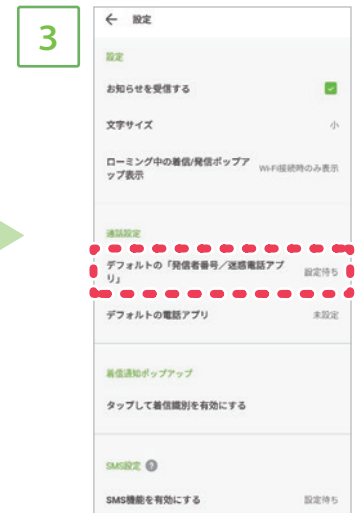 3
← 設定
設定
お知らせを受信する
文字サイズ 小
ローミング中の着信/発信ポップア
ップ表示 Wi-Fi接続時のみ表示
通話設定
デフォルトの「発信者番号／迷惑電話アプ
リ」 設定待ち
デフォルトの電話アプリ 未設定
着信通知ポップアップ
タップして着信識別を有効にする
SMS設定 ?
SMS機能を有効にする 設定待ち